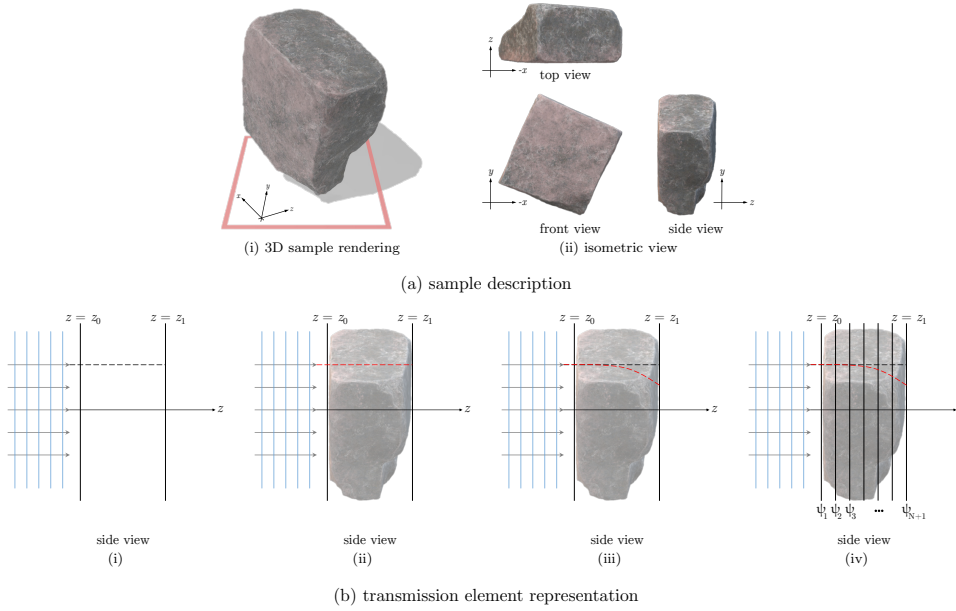 z
-x
top view
x
y
z
(i) 3D sample rendering
y
-x
front view
y
z
side view
(ii) isometric view
(a) sample description
z = z₀ z = z₁
z
side view
(i)
z = z₀ z = z₁
z
side view
(ii)
z = z₀ z = z₁
z
side view
(iii)
z = z₀ z = z₁
ψ₁ ψ₂ ψ₃ ... ψ_N+1
side view
(iv)
(b) transmission element representation